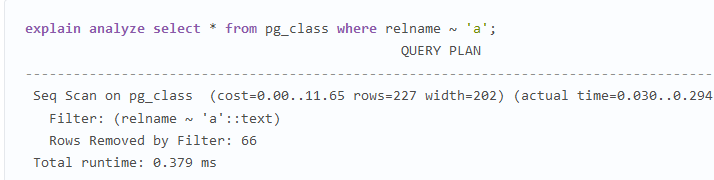 explain analyze select * from pg_class where relname ~ 'a';
QUERY PLAN
---------------------------------------------------------------------------------------
Seq Scan on pg_class  (cost=0.00..11.65 rows=227 width=202) (actual time=0.030..0.294
Filter: (relname ~ 'a'::text)
Rows Removed by Filter: 66
Total runtime: 0.379 ms